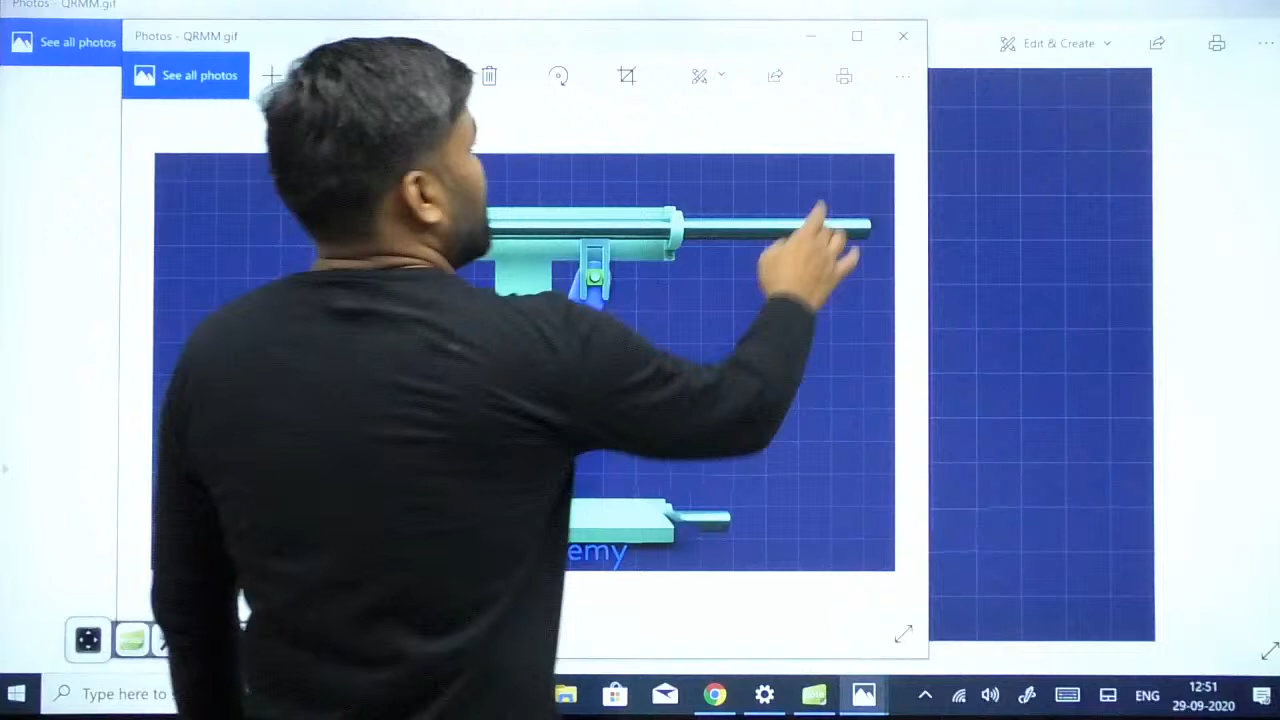 Photos - QRMM.gif
See all photos
Photos - QRMM.gif
See all photos
Edit & Create
emy
Type here to
ENG
12:51
29-09-2020